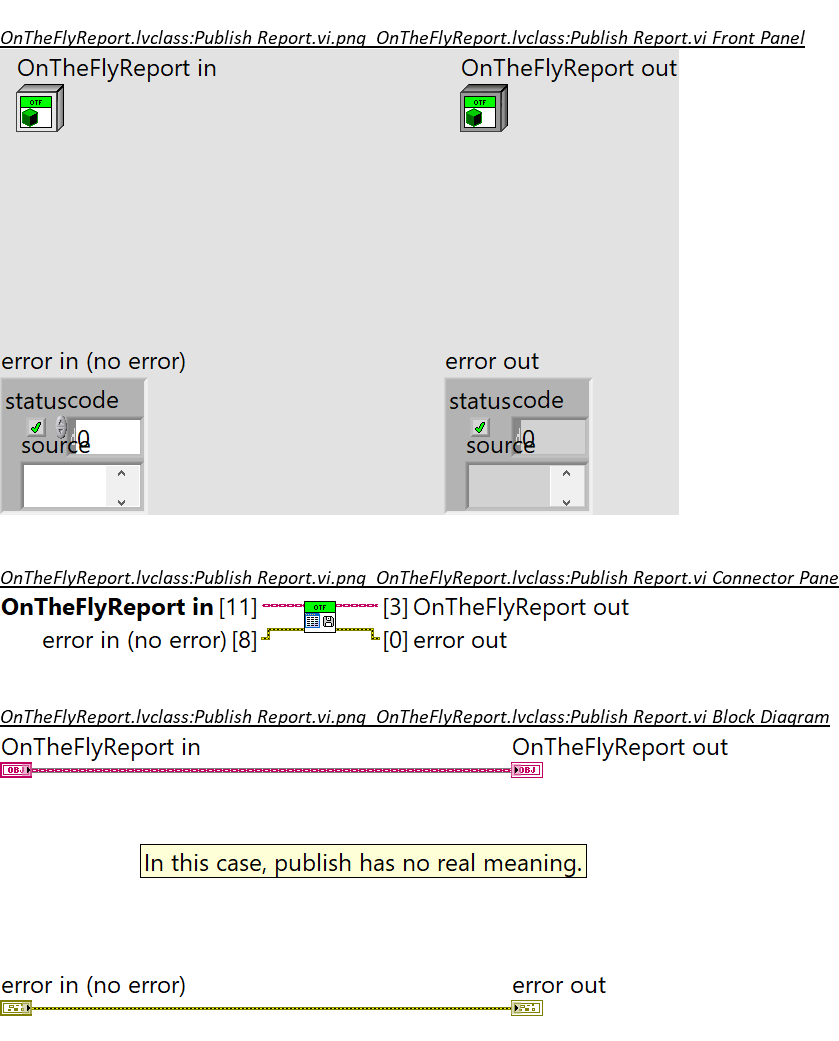 OnTheFlyReport.lvclass:Publish Report.vi.png OnTheFlyReport.lvclass:Publish Report.vi Front Panel
OnTheFlyReport in OnTheFlyReport out
OTF OTF
error in (no error) error out
status code status code
0 0
source source
OnTheFlyReport.lvclass:Publish Report.vi.png OnTheFlyReport.lvclass:Publish Report.vi Connector Pane
OnTheFlyReport in [11] OTF [3] OnTheFlyReport out
error in (no error) [8] [0] error out
OnTheFlyReport.lvclass:Publish Report.vi.png OnTheFlyReport.lvclass:Publish Report.vi Block Diagram
OnTheFlyReport in OnTheFlyReport out
OBJ OBJ
In this case, publish has no real meaning.
error in (no error) error out